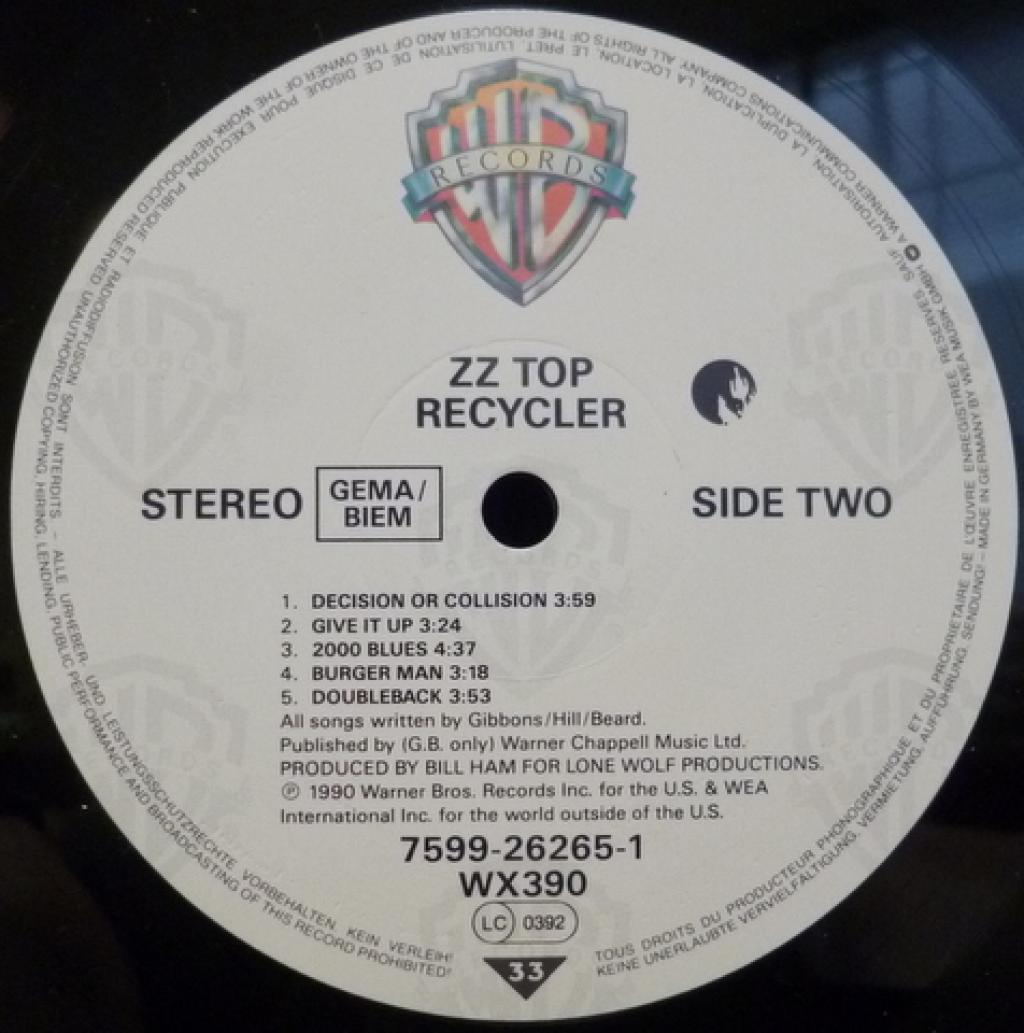 RECORDS
ZZ TOP
RECYCLER
STEREO
GEMA/
BIEM
SIDE TWO
1. DECISION OR COLLISION 3:59
2. GIVE IT UP 3:24
3. 2000 BLUES 4:37
4. BURGER MAN 3:18
5. DOUBLEBACK 3:53
All songs written by Gibbons/Hill/Beard.
Published by (G.B. only) Warner Chappell Music Ltd.
PRODUCED BY BILL HAM FOR LONE WOLF PRODUCTIONS.
℗ 1990 Warner Bros. Records Inc. for the U.S. & WEA
International Inc. for the world outside of the U.S.
7599-26265-1
WX390
LC 0392
33
TOUS DROITS DU PRODUCTEUR PHONOGRAPHIQUE ET DU PROPRIETAIRE DE L'ŒUVRE ENREGISTREE RESERVES. SAUF AUTORISATION, LA DUPLICATION, LA LOCATION, LE PRET, L'UTILISATION DE CE DISQUE POUR EXECUTION PUBLIQUE ET RADIODIFFUSION SONT INTERDITS – ALLE URHEBER- UND LEISTUNGSSCHUTZRECHTE VORBEHALTEN. KEIN VERLEIH!
KEINE UNERLAUBTE VERVIELFÄLTIGUNG, VERMIETUNG, AUFFÜHRUNG, SENDUNG! – MADE IN GERMANY BY WEA MUSIK GMBH A WARNER COMMUNICATIONS COMPANY. ALL RIGHTS OF THE PRODUCER AND OF THE OWNER OF THE WORK REPRODUCED RESERVED. UNAUTHORIZED COPYING, HIRING, LENDING, PUBLIC PERFORMANCE AND BROADCASTING OF THIS RECORD PROHIBITED!